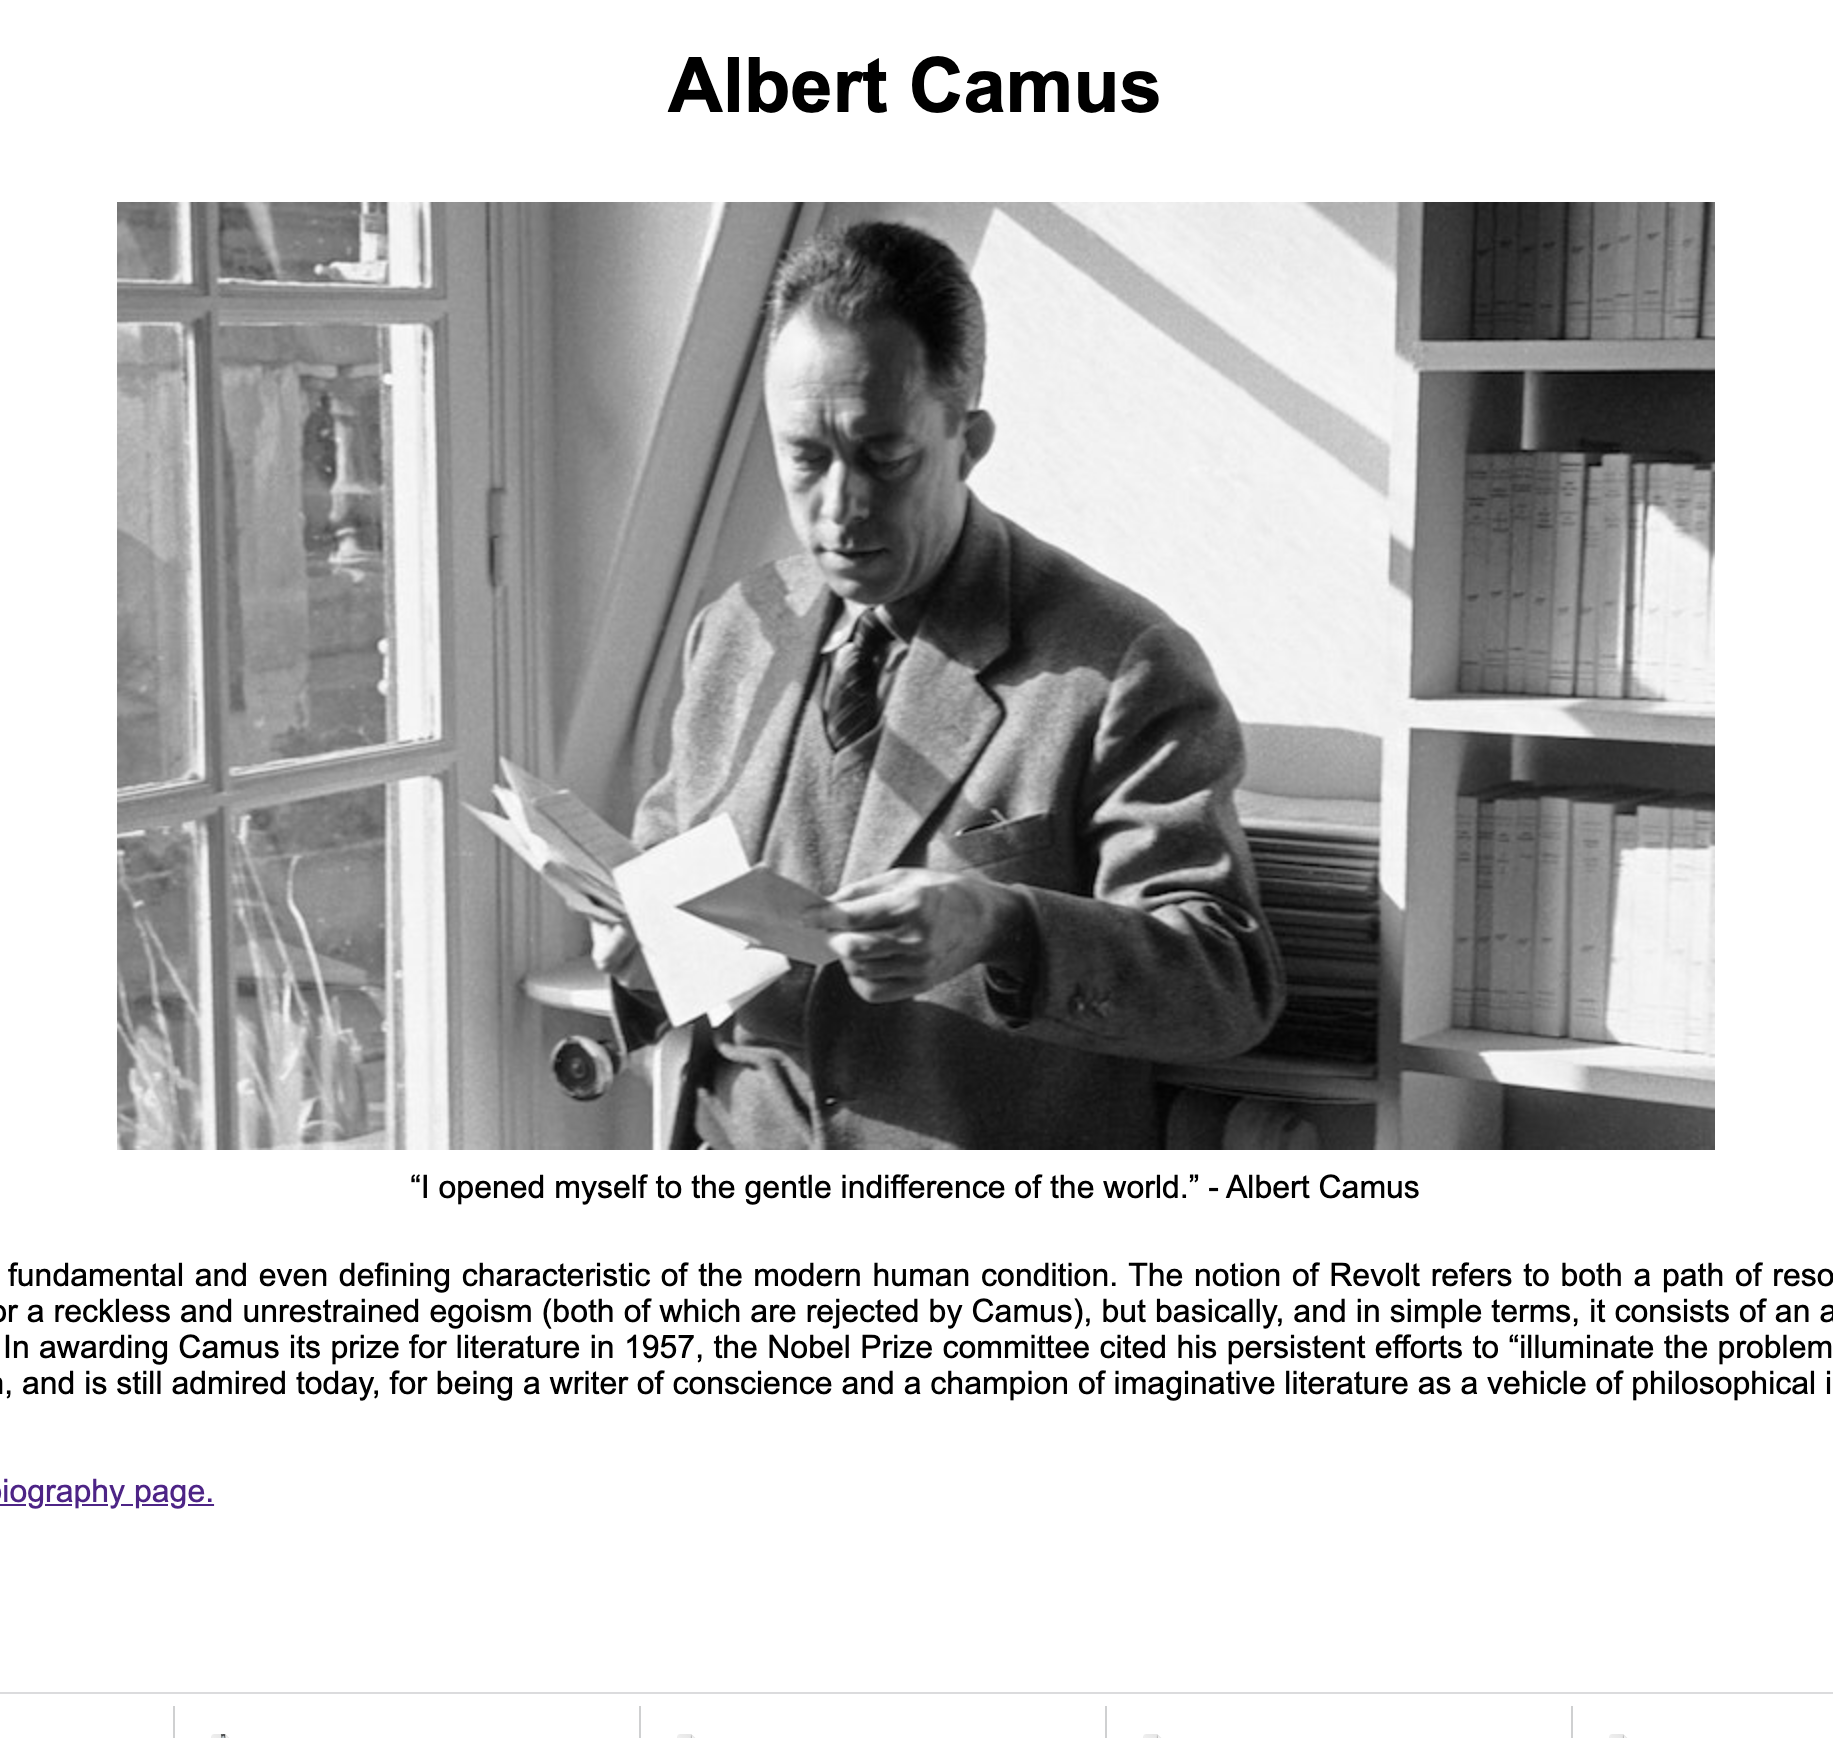 Albert Camus
“I opened myself to the gentle indifference of the world.” - Albert Camus
fundamental and even defining characteristic of the modern human condition. The notion of Revolt refers to both a path of reso
or a reckless and unrestrained egoism (both of which are rejected by Camus), but basically, and in simple terms, it consists of an a
In awarding Camus its prize for literature in 1957, the Nobel Prize committee cited his persistent efforts to “illuminate the problem
, and is still admired today, for being a writer of conscience and a champion of imaginative literature as a vehicle of philosophical i
biography page.